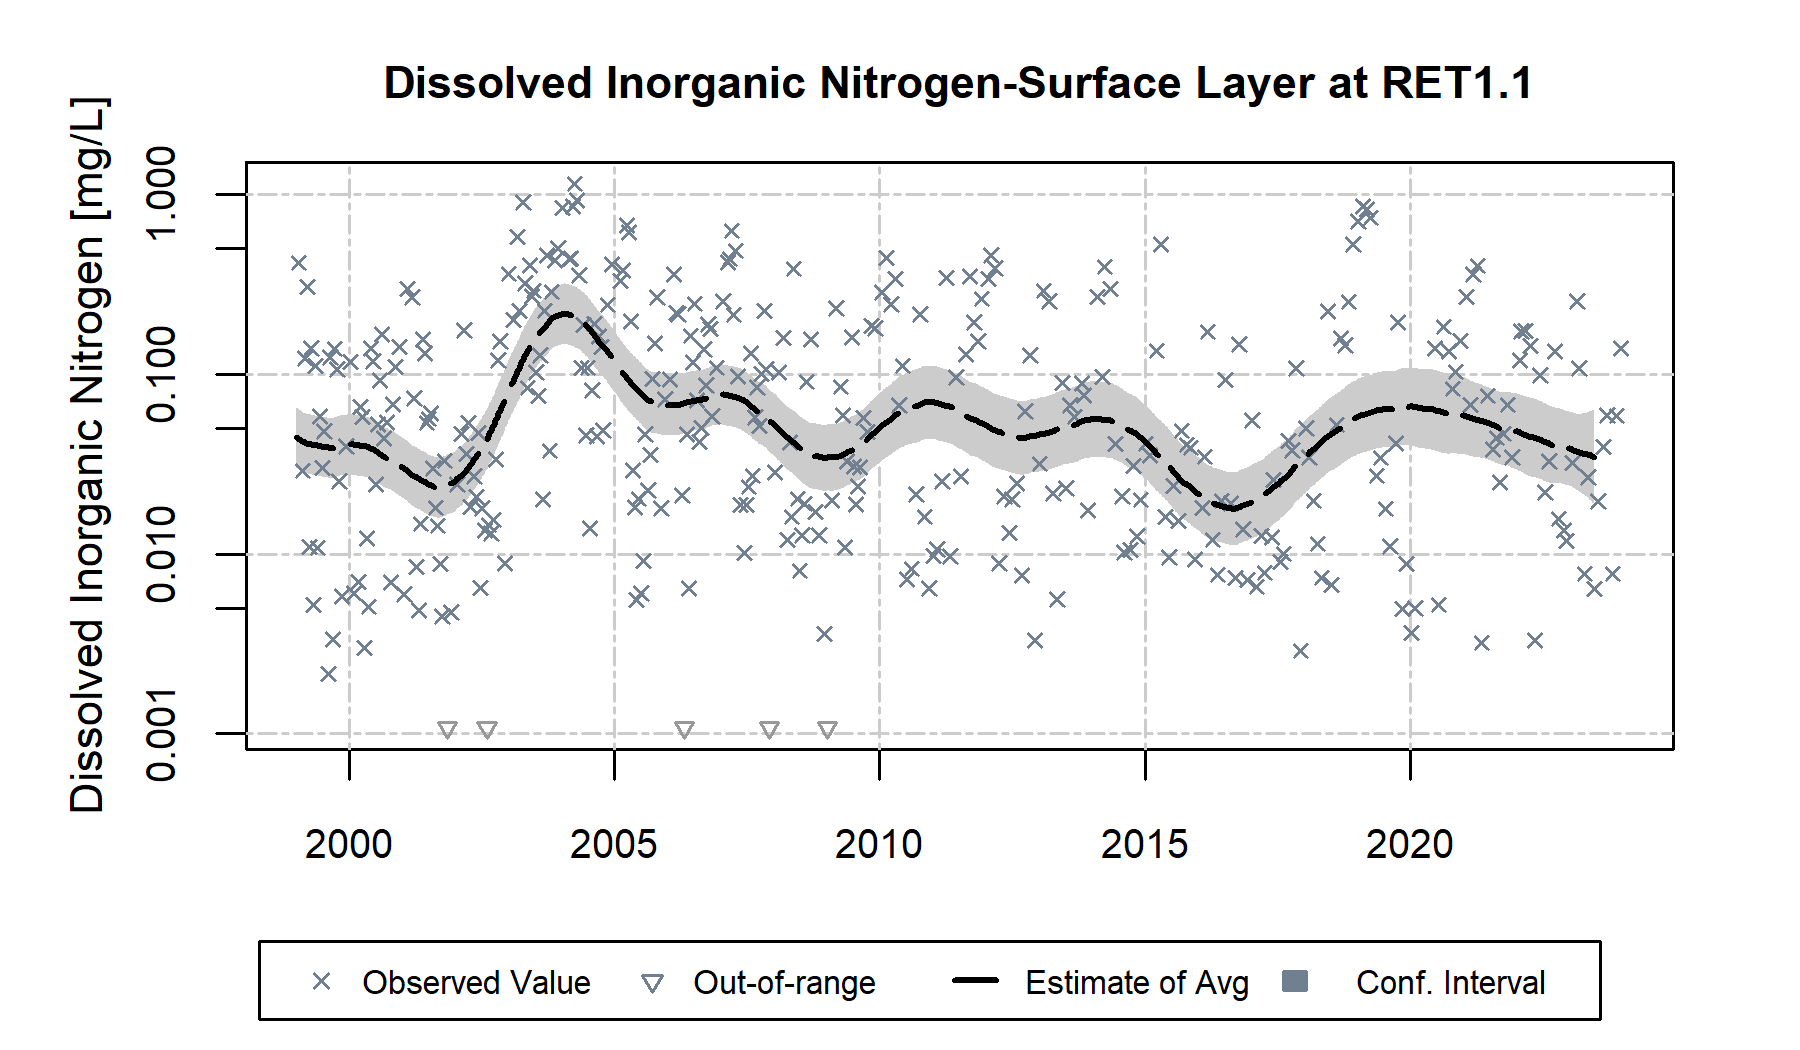 Dissolved Inorganic Nitrogen-Surface Layer at RET1.1
Dissolved Inorganic Nitrogen [mg/L]
1.000
0.100
0.010
0.001
2000 2005 2010 2015 2020
Observed Value Out-of-range Estimate of Avg Conf. Interval